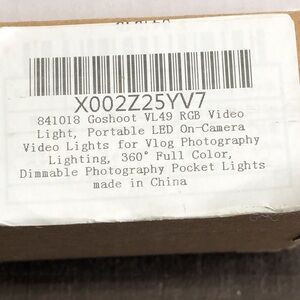 X002Z25YV7
841018 Goshoot VL49 RGB Video
Light, Portable LED On-Camera
Video Lights for Vlog Photography
Lighting, 360° Full Color,
Dimmable Photography Pocket Lights
made in China